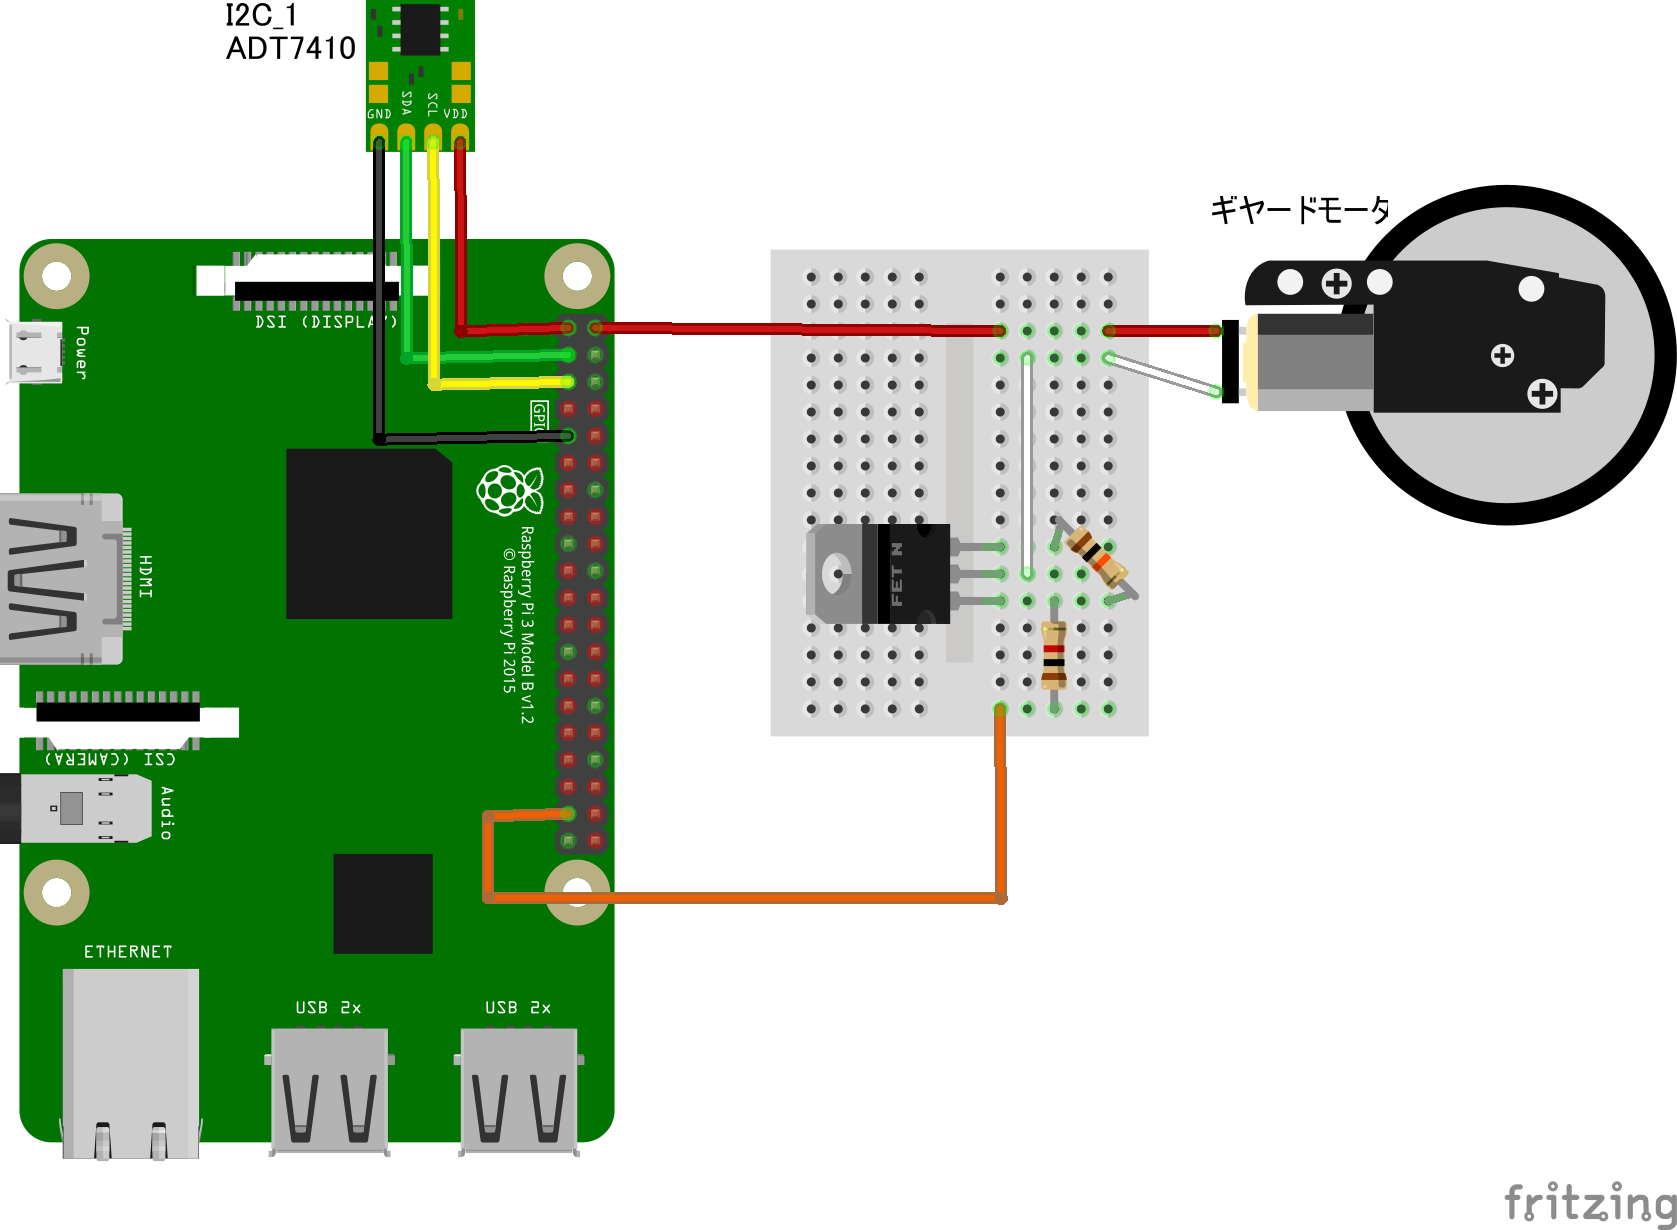 I2C_1
ADT7410
GND
SDA
SCL
VDD
ギヤードモータ
Power
DSI (DISPLAY)
GPIO
HDMI
Raspberry Pi 3 Model B v1.2
© Raspberry Pi 2015
FET N
CSI (CAMERA)
Audio
ETHERNET
USB 2x
USB 2x
fritzing